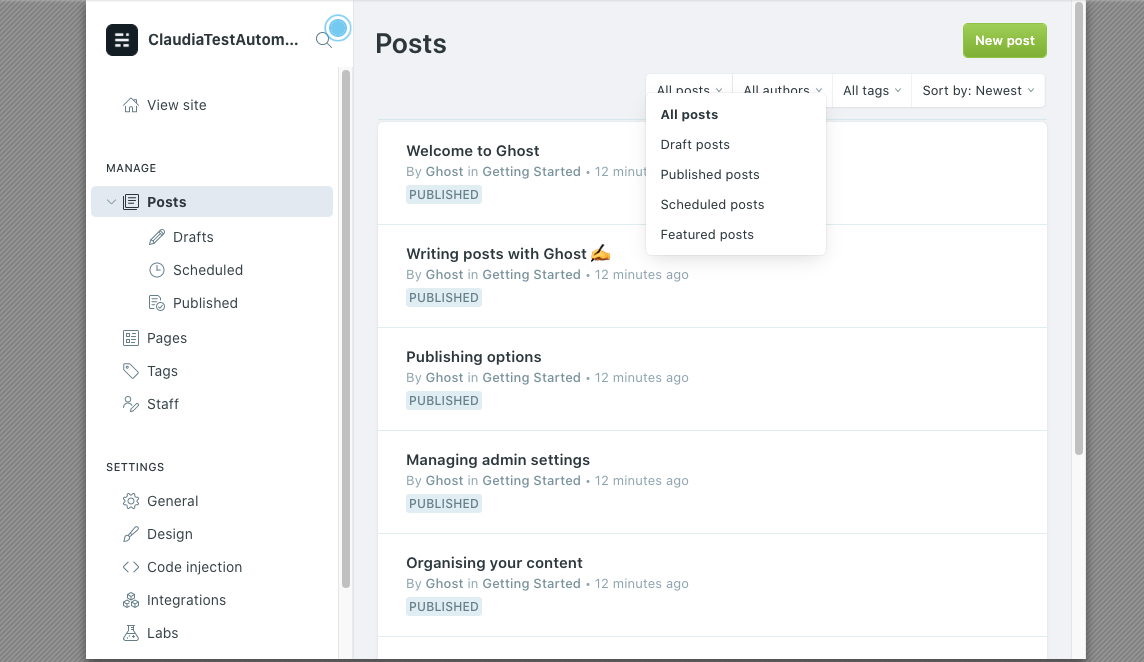 ClaudiaTestAutom...
View site
MANAGE
Posts
Drafts
Scheduled
Published
Pages
Tags
Staff
SETTINGS
General
Design
Code injection
Integrations
Labs
Posts
New post
All posts
All authors
All tags
Sort by: Newest
All posts
Draft posts
Published posts
Scheduled posts
Featured posts
Welcome to Ghost
By Ghost in Getting Started • 12
PUBLISHED
Writing posts with Ghost ✍️
By Ghost in Getting Started • 12 minutes ago
PUBLISHED
Publishing options
By Ghost in Getting Started • 12 minutes ago
PUBLISHED
Managing admin settings
By Ghost in Getting Started • 12 minutes ago
PUBLISHED
Organising your content
By Ghost in Getting Started • 12 minutes ago
PUBLISHED